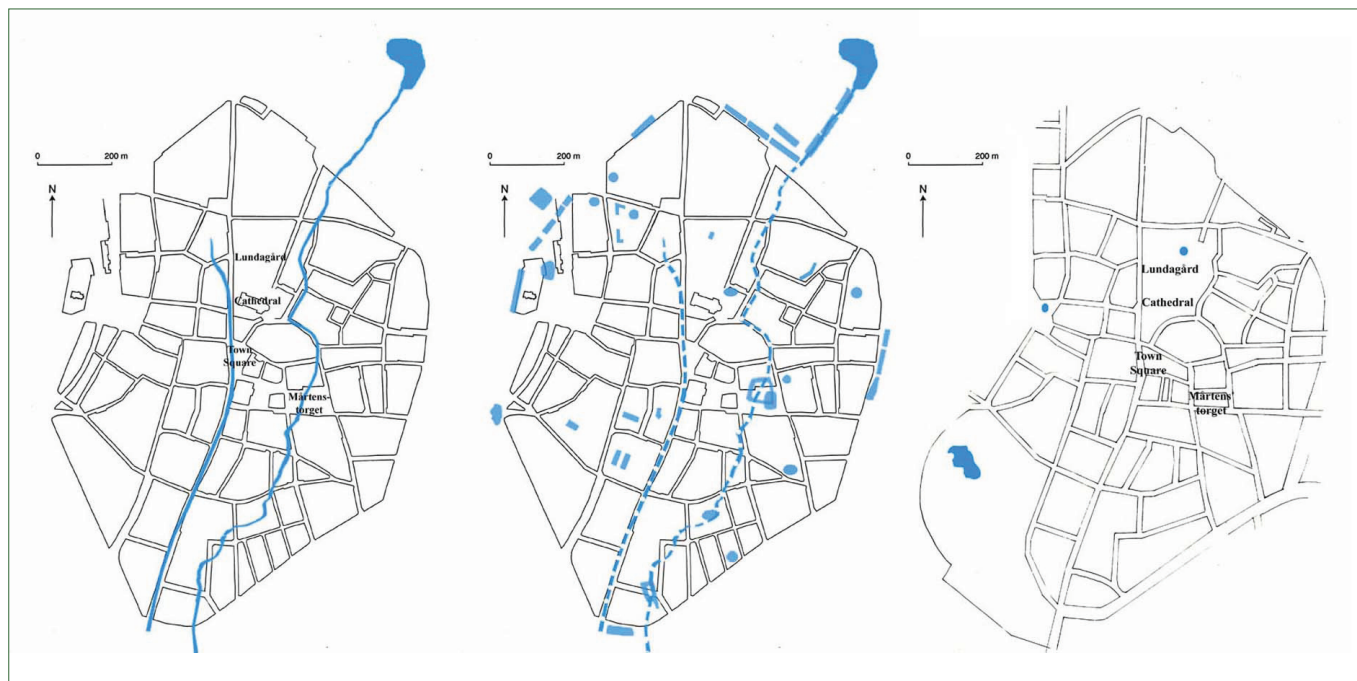 0
200 m
N
Lundagård
Cathedral
Town
Square
Mårtens-
torget
0
200 m
N
0
200 m
N
Lundagård
Cathedral
Town
Square
Mårtens
torget